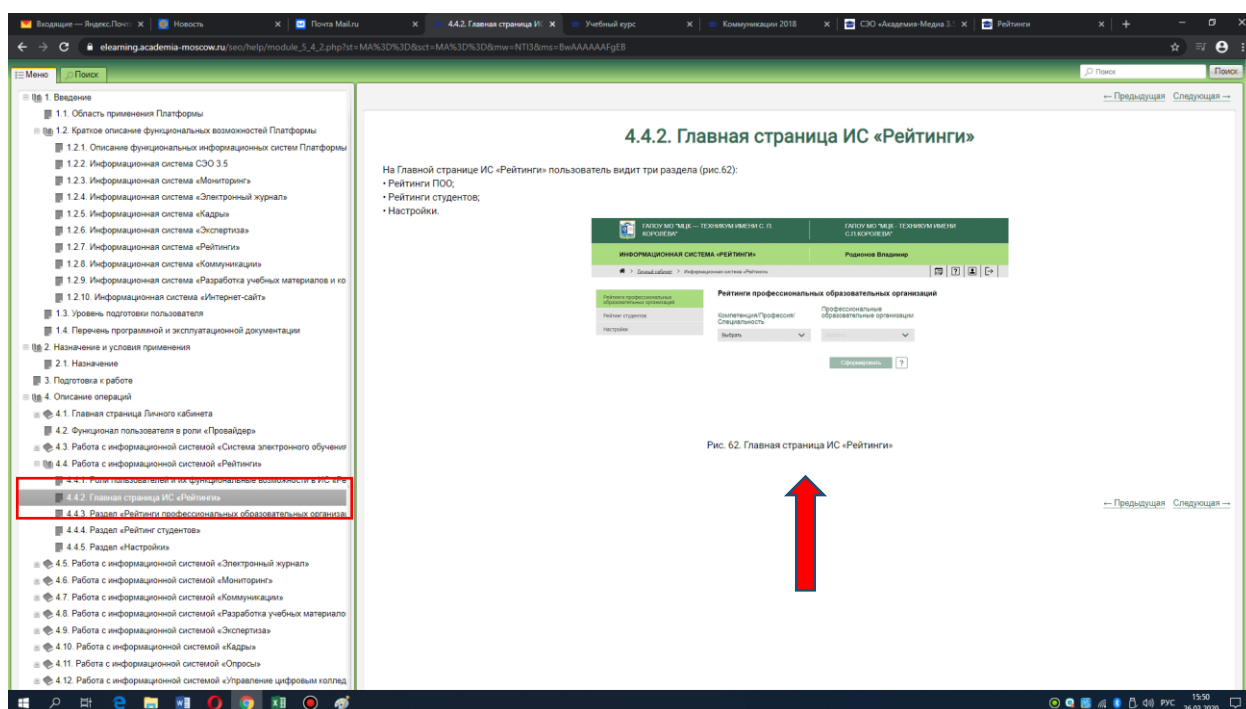 Входящие — Яндекс.Почт
Новость
Почта Mail.ru
4.4.2. Главная страница ИС
Учебный курс
Коммуникации 2018
СЭО «Академия-Медиа 3.5
Рейтинги
elearning.academia-moscow.ru/seo/help/module_5_4_2.php?st=MA%3D%3D&sct=MA%3D%3D&mw=NTI3&ms=BwAAAAAFgEB
Меню
Поиск
Поиск
Поиск
← Предыдущая Следующая →
1. Введение
1.1. Область применения Платформы
1.2. Краткое описание функциональных возможностей Платформы
1.2.1. Описание функциональных информационных систем Платформы
1.2.2. Информационная система СЭО 3.5
1.2.3. Информационная система «Мониторинг»
1.2.4. Информационная система «Электронный журнал»
1.2.5. Информационная система «Кадры»
1.2.6. Информационная система «Экспертиза»
1.2.7. Информационная система «Рейтинги»
1.2.8. Информационная система «Коммуникации»
1.2.9. Информационная система «Разработка учебных материалов и ко
1.2.10. Информационная система «Интернет-сайт»
1.3. Уровень подготовки пользователя
1.4. Перечень программной и эксплуатационной документации
2. Назначение и условия применения
2.1. Назначение
3. Подготовка к работе
4. Описание операций
4.1. Главная страница Личного кабинета
4.2. Функционал пользователя в роли «Провайдер»
4.3. Работа с информационной системой «Система электронного обучения
4.4. Работа с информационной системой «Рейтинги»
4.4.1. Роли пользователей и их функциональные возможности в ИС «Ре
4.4.2. Главная страница ИС «Рейтинги»
4.4.3. Раздел «Рейтинги профессиональных образовательных организа
4.4.4. Раздел «Рейтинг студентов»
4.4.5. Раздел «Настройки»
4.5. Работа с информационной системой «Электронный журнал»
4.6. Работа с информационной системой «Мониторинг»
4.7. Работа с информационной системой «Коммуникации»
4.8. Работа с информационной системой «Разработка учебных материало
4.9. Работа с информационной системой «Экспертиза»
4.10. Работа с информационной системой «Кадры»
4.11. Работа с информационной системой «Опросы»
4.12. Работа с информационной системой «Управление цифровым коллед
4.4.2. Главная страница ИС «Рейтинги»
На Главной странице ИС «Рейтинги» пользователь видит три раздела (рис.62):
• Рейтинги ПОО;
• Рейтинги студентов;
• Настройки.
ГАПОУ МО "МЦК — ТЕХНИКУМ ИМЕНИ С. П. КОРОЛЁВА"
ГАПОУ МО "МЦК - ТЕХНИКУМ ИМЕНИ С.П.КОРОЛЕВА"
ИНФОРМАЦИОННАЯ СИСТЕМА «РЕЙТИНГИ»
Родионов Владимир
> Личный кабинет > Информационная система «Рейтинги»
Рейтинги профессиональных образовательных организаций
Рейтинг студентов
Настройки
Рейтинги профессиональных образовательных организаций
Компетенция/Профессия/Специальность
Профессиональные образовательные организации
Выбрать
Сформировать ?
Рис. 62. Главная страница ИС «Рейтинги»
← Предыдущая Следующая →
РУС
15:50
26.03.2020